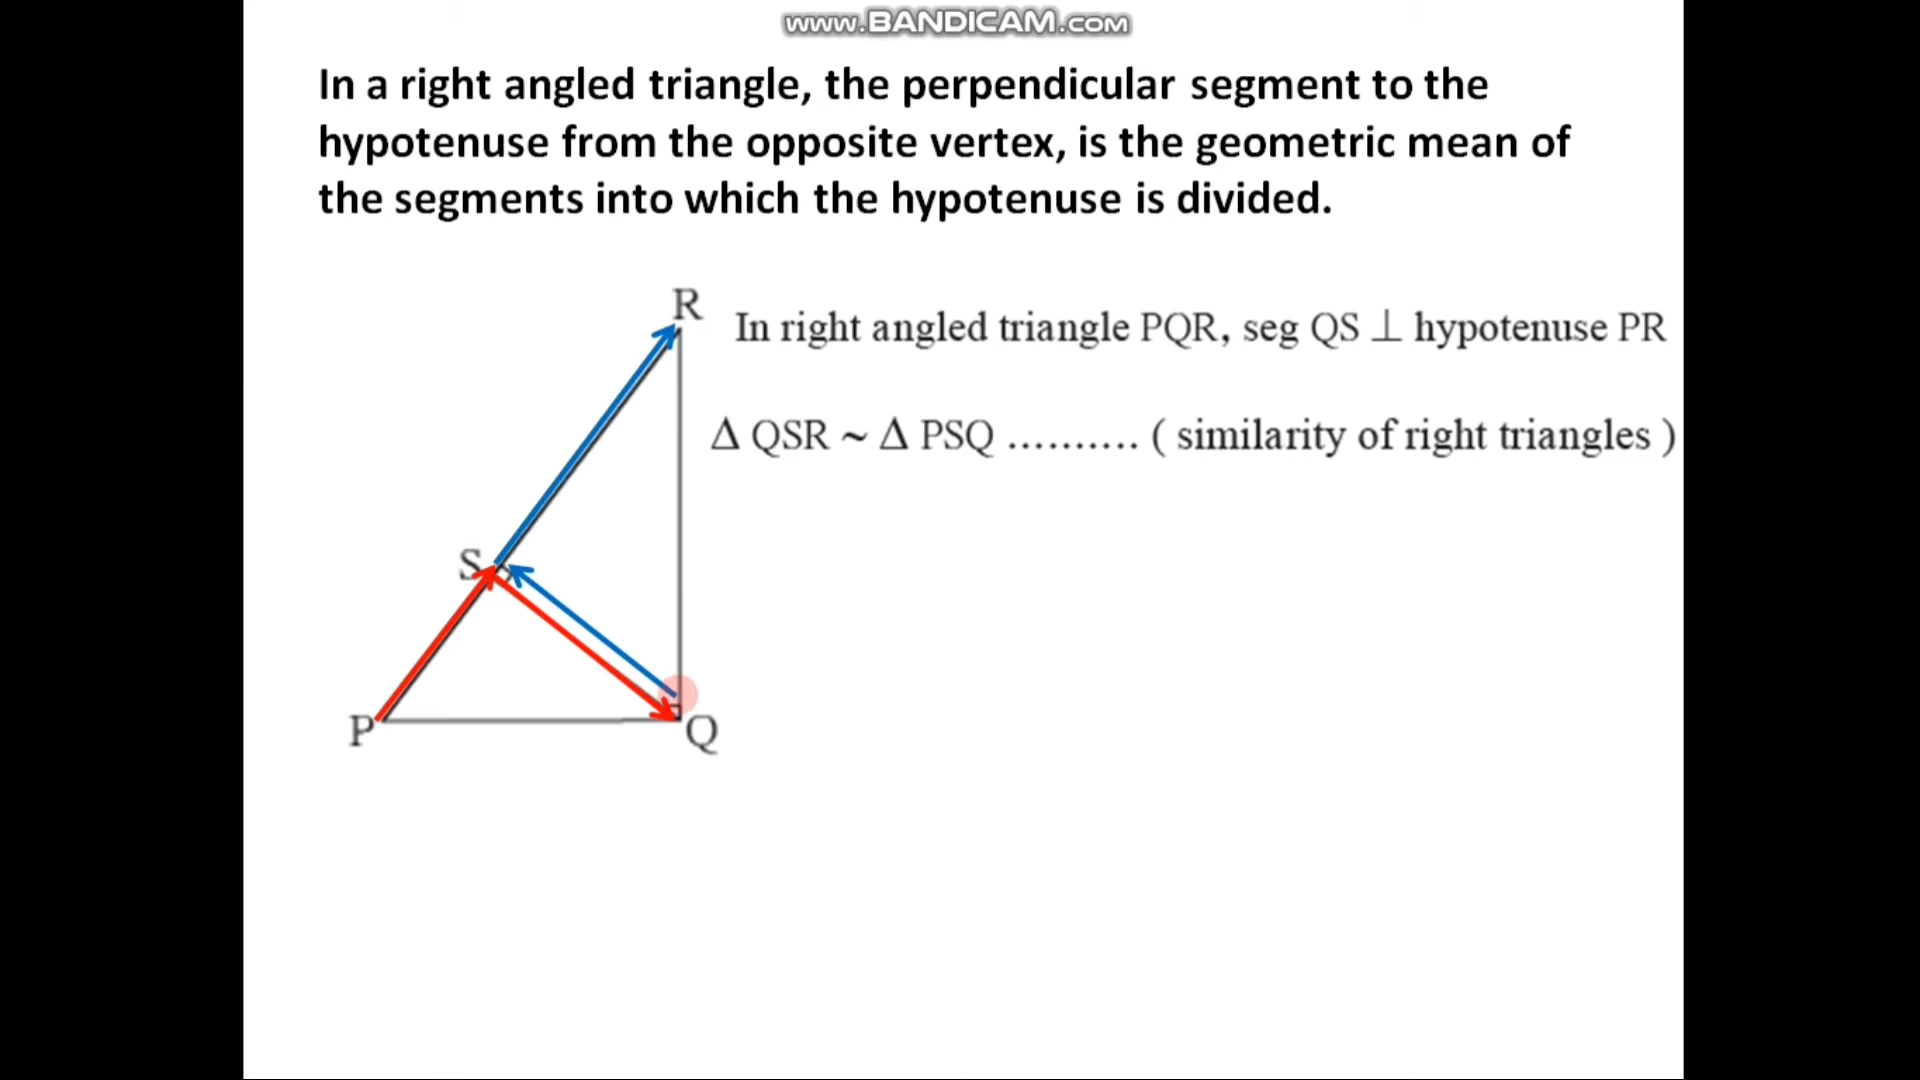 www.BANDICAM.com
In a right angled triangle, the perpendicular segment to the
hypotenuse from the opposite vertex, is the geometric mean of
the segments into which the hypotenuse is divided.
R
In right angled triangle PQR, seg QS ⊥ hypotenuse PR
Δ QSR ~ Δ PSQ .......... ( similarity of right triangles )
S
P
Q